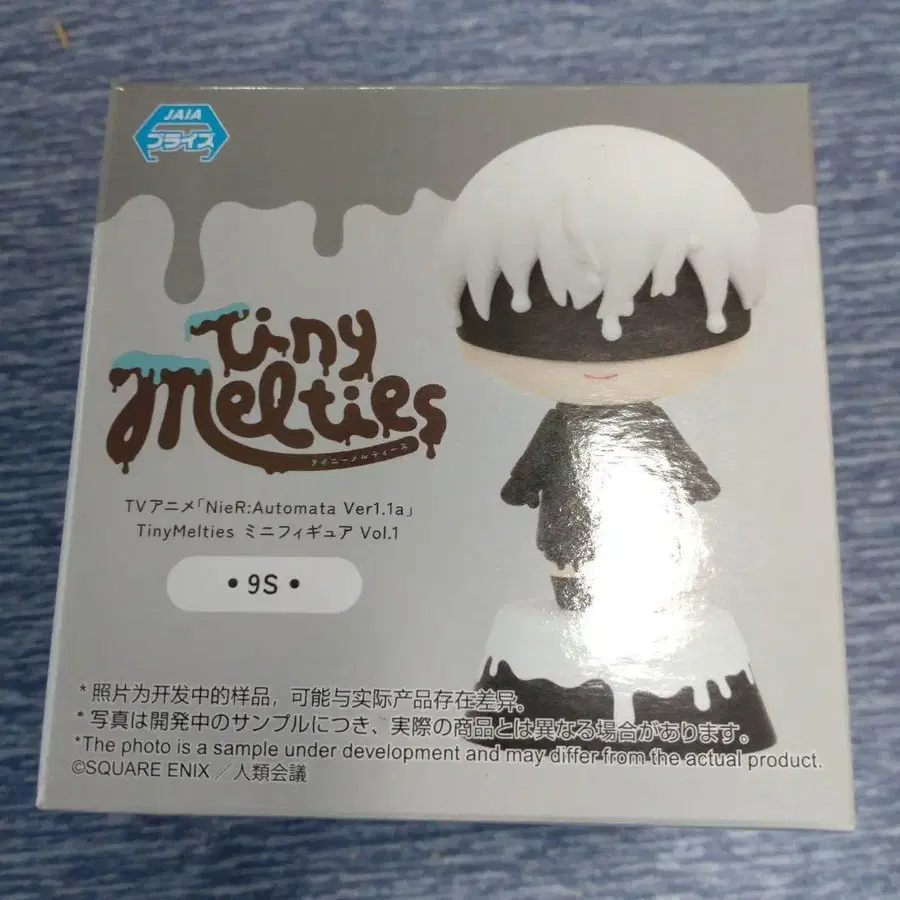 JAIA
プライズ
Tiny
Melties
タイニーメルティーズ
TVアニメ「NieR:Automata Ver1.1a」
TinyMelties ミニフィギュア Vol.1
• 9S •
*照片为开发中的样品，可能与实际产品存在差异。
*写真は開発中のサンプルにつき、実際の商品とは異なる場合があります。
*The photo is a sample under development and may differ from the actual product.
©SQUARE ENIX／人類会議